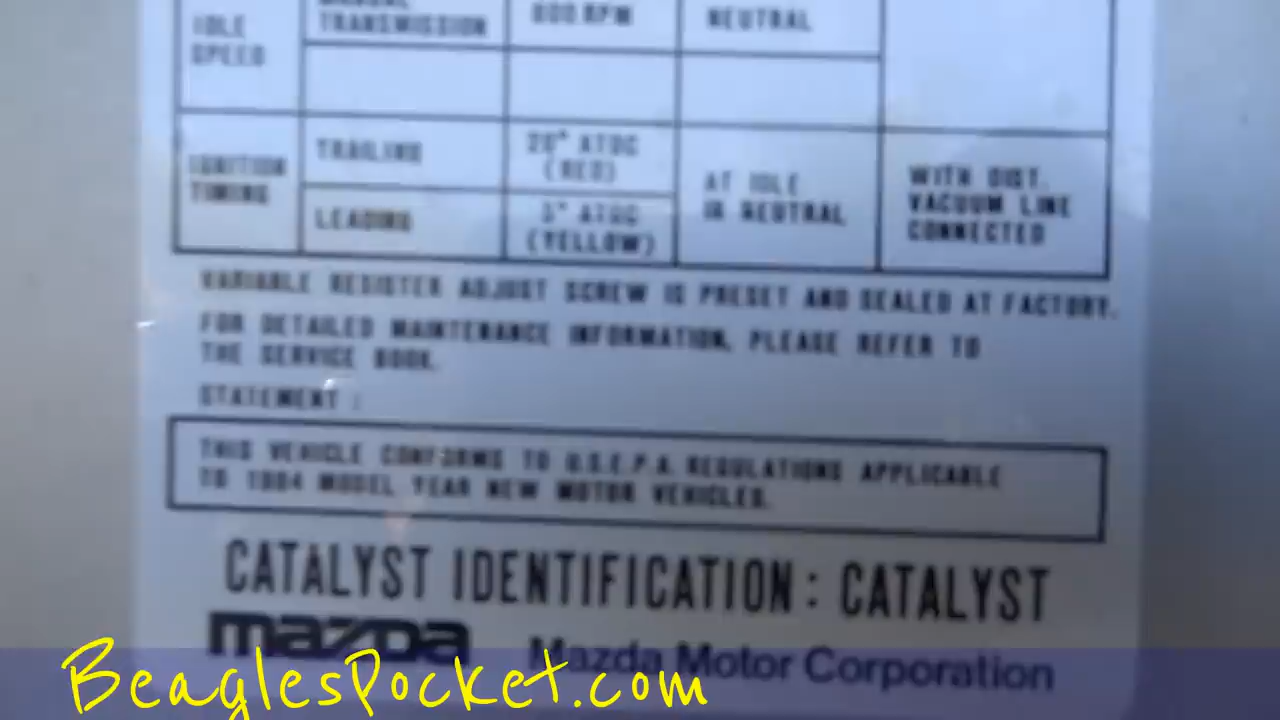 MANUAL
TRANSMISSION
800 RPM
NEUTRAL
IDLE
SPEED
IGNITION
TIMING
TRAILING
20° ATDC
(RED)
LEADING
5° ATDC
(YELLOW)
AT IDLE
IN NEUTRAL
WITH DIST.
VACUUM LINE
CONNECTED
VARIABLE RESISTER ADJUST SCREW IS PRESET AND SEALED AT FACTORY.
FOR DETAILED MAINTENANCE INFORMATION, PLEASE REFER TO
THE SERVICE BOOK.
STATEMENT :
THIS VEHICLE CONFORMS TO U.S.E.P.A. REGULATIONS APPLICABLE
TO 1984 MODEL YEAR NEW MOTOR VEHICLES.
CATALYST IDENTIFICATION : CATALYST
mazda Mazda Motor Corporation
BeaglesPocket.com